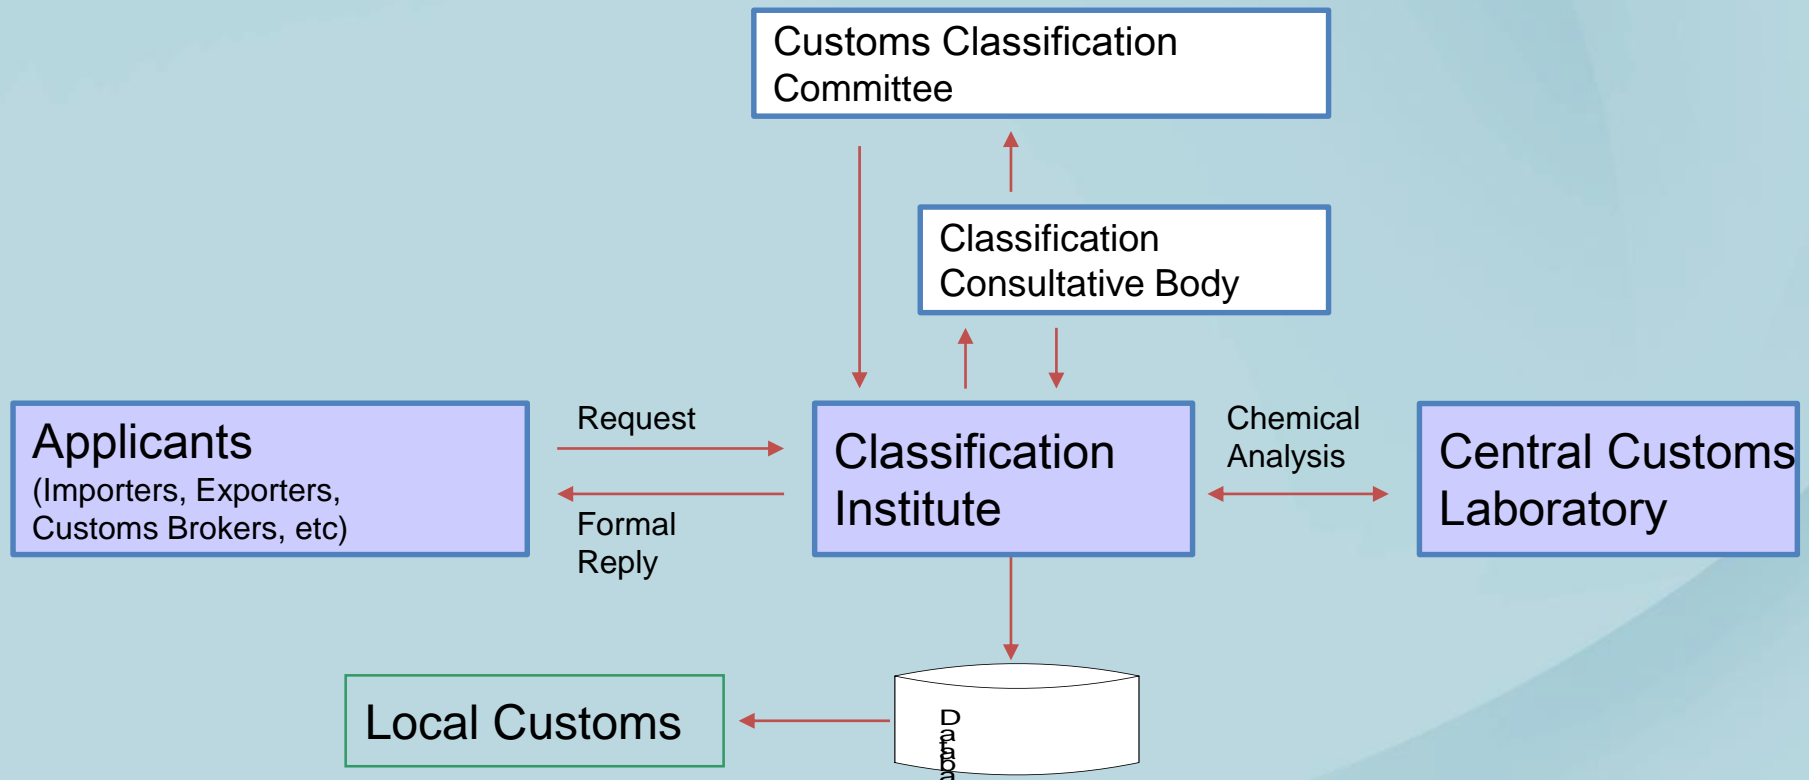 Customs Classification
Committee
Classification
Consultative Body
Applicants
(Importers, Exporters,
Customs Brokers, etc)
Request
Formal
Reply
Classification
Institute
Chemical
Analysis
Central Customs
Laboratory
Local Customs